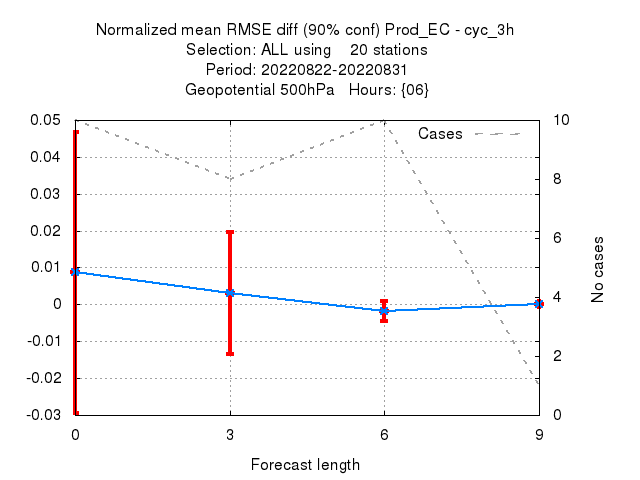 Normalized mean RMSE diff (90% conf) Prod_EC - cyc_3h
Selection: ALL using    20 stations
Period: 20220822-20220831
Geopotential 500hPa   Hours: {06}
Cases
0.05
0.04
0.03
0.02
0.01
0
-0.01
-0.02
-0.03
10
8
6
4
2
0
No cases
0
3
6
9
Forecast length